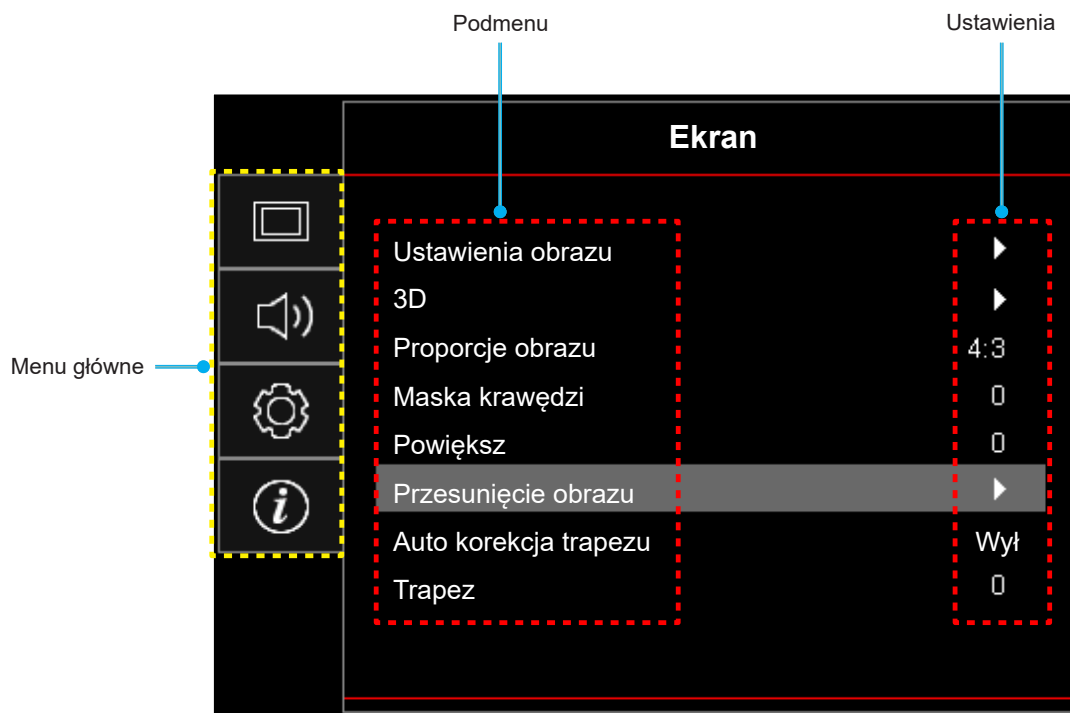 Podmenu
Ustawienia
Ekran
Menu główne
Ustawienia obrazu
3D
Proporcje obrazu 4:3
Maska krawędzi 0
Powiększ 0
Przesunięcie obrazu
Auto korekcja trapezu Wył
Trapez 0